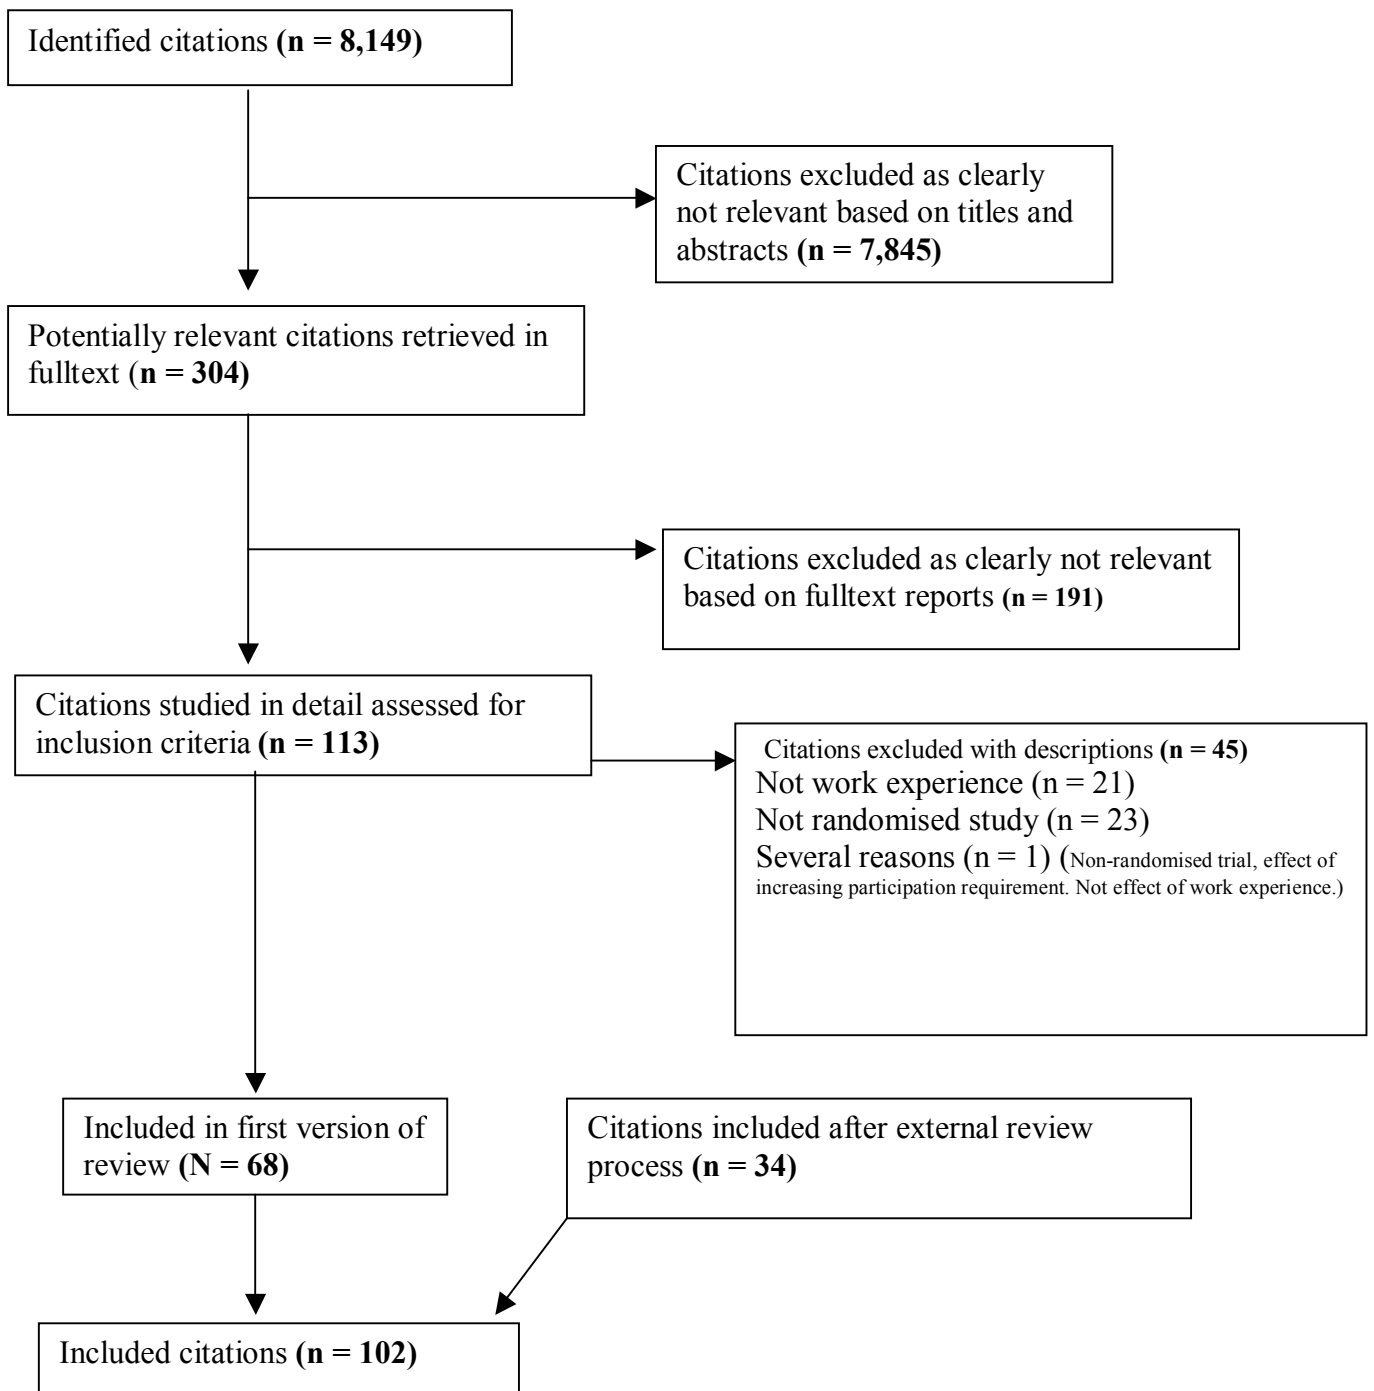 Identified citations (n = 8,149)
Citations excluded as clearly
not relevant based on titles and
abstracts (n = 7,845)
Potentially relevant citations retrieved in
fulltext (n = 304)
Citations excluded as clearly not relevant
based on fulltext reports (n = 191)
Citations studied in detail assessed for
inclusion criteria (n = 113)
Citations excluded with descriptions (n = 45)
Not work experience (n = 21)
Not randomised study (n = 23)
Several reasons (n = 1) (Non-randomised trial, effect of
increasing participation requirement. Not effect of work experience.)
Included in first version of
review (N = 68)
Citations included after external review
process (n = 34)
Included citations (n = 102)